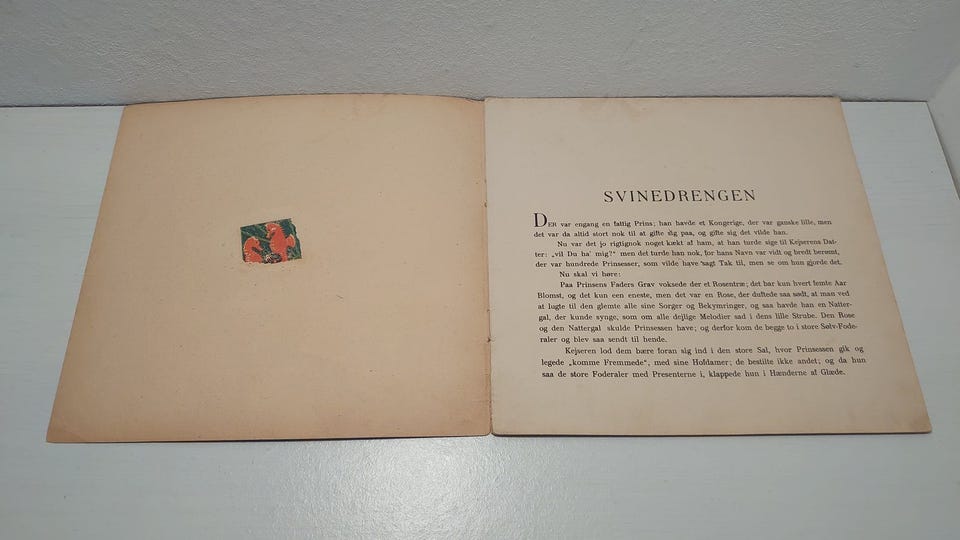 SVINEDRENGEN
DER var engang en fattig Prins; han havde et Kongerige, der var ganske lille, men
det var da altid stort nok til at gifte sig paa, og gifte sig det vilde han.
Nu var det jo rigtignok noget kækt af ham, at han turde sige til Kejserens Dat-
ter: „vil Du ha' mig?“ men det turde han nok, for hans Navn var vidt og bredt berømt,
der var hundrede Prinsesser, som vilde have sagt Tak til, men se om hun gjorde det.
Nu skal vi høre:
Paa Prinsens Faders Grav voksede der et Rosentræ; det bar kun hvert femte Aar
Blomst, og det kun een eneste, men det var en Rose, der duftede saa sødt, at man ved
at lugte til den glemte alle sine Sorger og Bekymringer, og saa havde han en Natter-
gal, der kunde synge, som om alle dejlige Melodier sad i dens lille Strube. Den Rose
og den Nattergal skulde Prinsessen have; og derfor kom de begge to i store Sølv-Fode-
raler og blev saa sendt til hende.
Kejseren lod dem bære foran sig ind i den store Sal, hvor Prinsessen gik og
legede „komme Fremmede“, med sine Hofdamer; de bestilte ikke andet; og da hun
saa de store Foderaler med Presenterne i, klappede hun i Hænderne af Glæde.